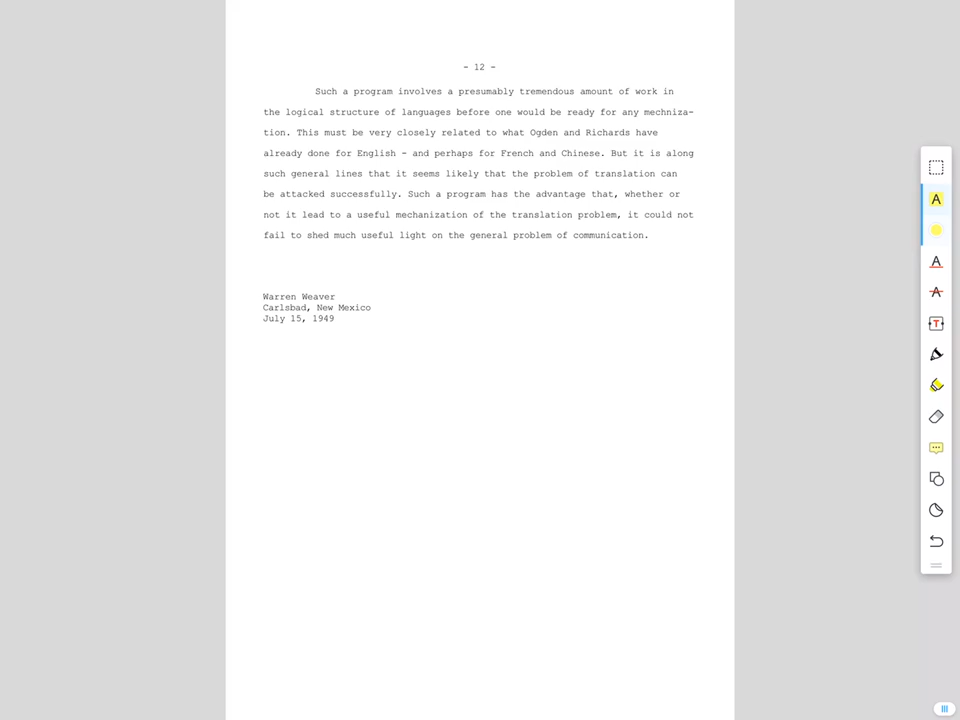 - 12 -
Such a program involves a presumably tremendous amount of work in
the logical structure of languages before one would be ready for any mechniza-
tion. This must be very closely related to what Ogden and Richards have
already done for English - and perhaps for French and Chinese. But it is along
such general lines that it seems likely that the problem of translation can
be attacked successfully. Such a program has the advantage that, whether or
not it lead to a useful mechanization of the translation problem, it could not
fail to shed much useful light on the general problem of communication.
Warren Weaver
Carlsbad, New Mexico
July 15, 1949
A
A
A
T